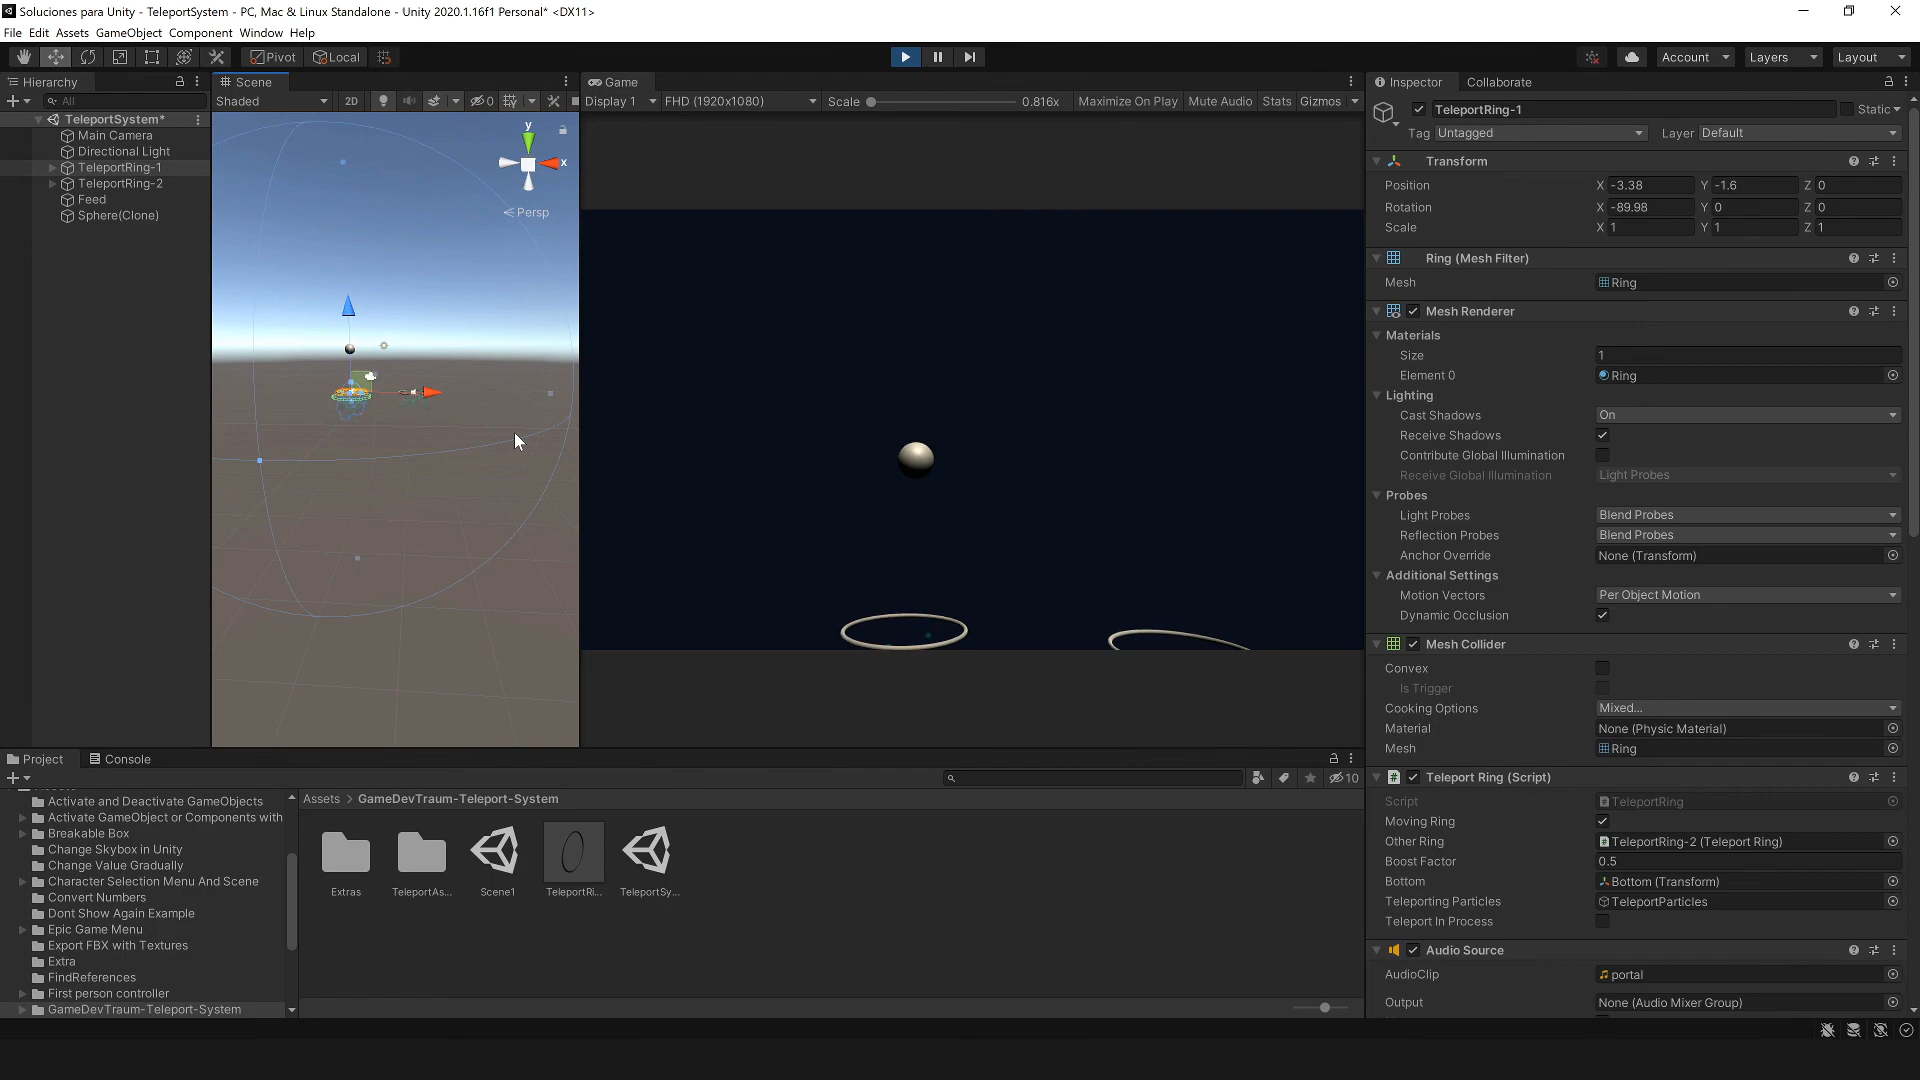 Soluciones para Unity - TeleportSystem - PC, Mac & Linux Standalone - Unity 2020.1.16f1 Personal* <DX11>
File Edit Assets GameObject Component Window Help
Pivot Local Account Layers Layout
Hierarchy
All
TeleportSystem*
Main Camera
Directional Light
TeleportRing-1
TeleportRing-2
Feed
Sphere(Clone)
Scene
Shaded 2D 0
y
x
Persp
Game
Display 1 FHD (1920x1080) Scale 0.816x Maximize On Play Mute Audio Stats Gizmos
Inspector Collaborate
TeleportRing-1 Static
Tag Untagged Layer Default
Transform
Position X -3.38 Y -1.6 Z 0
Rotation X -89.98 Y 0 Z 0
Scale X 1 Y 1 Z 1
Ring (Mesh Filter)
Mesh Ring
Mesh Renderer
Materials
Size 1
Element 0 Ring
Lighting
Cast Shadows On
Receive Shadows
Contribute Global Illumination
Receive Global Illumination Light Probes
Probes
Light Probes Blend Probes
Reflection Probes Blend Probes
Anchor Override None (Transform)
Additional Settings
Motion Vectors Per Object Motion
Dynamic Occlusion
Mesh Collider
Convex
Is Trigger
Cooking Options Mixed...
Material None (Physic Material)
Mesh Ring
Teleport Ring (Script)
Script TeleportRing
Moving Ring
Other Ring TeleportRing-2 (Teleport Ring)
Boost Factor 0.5
Bottom Bottom (Transform)
Teleporting Particles TeleportParticles
Teleport In Process
Audio Source
AudioClip portal
Output None (Audio Mixer Group)
Project Console
10
Activate and Deactivate GameObjects
Activate GameObject or Components with
Breakable Box
Change Skybox in Unity
Change Value Gradually
Character Selection Menu And Scene
Convert Numbers
Dont Show Again Example
Epic Game Menu
Export FBX with Textures
Extra
FindReferences
First person controller
GameDevTraum-Teleport-System
Assets > GameDevTraum-Teleport-System
Extras TeleportAs... Scene1 TeleportRi... TeleportSy...